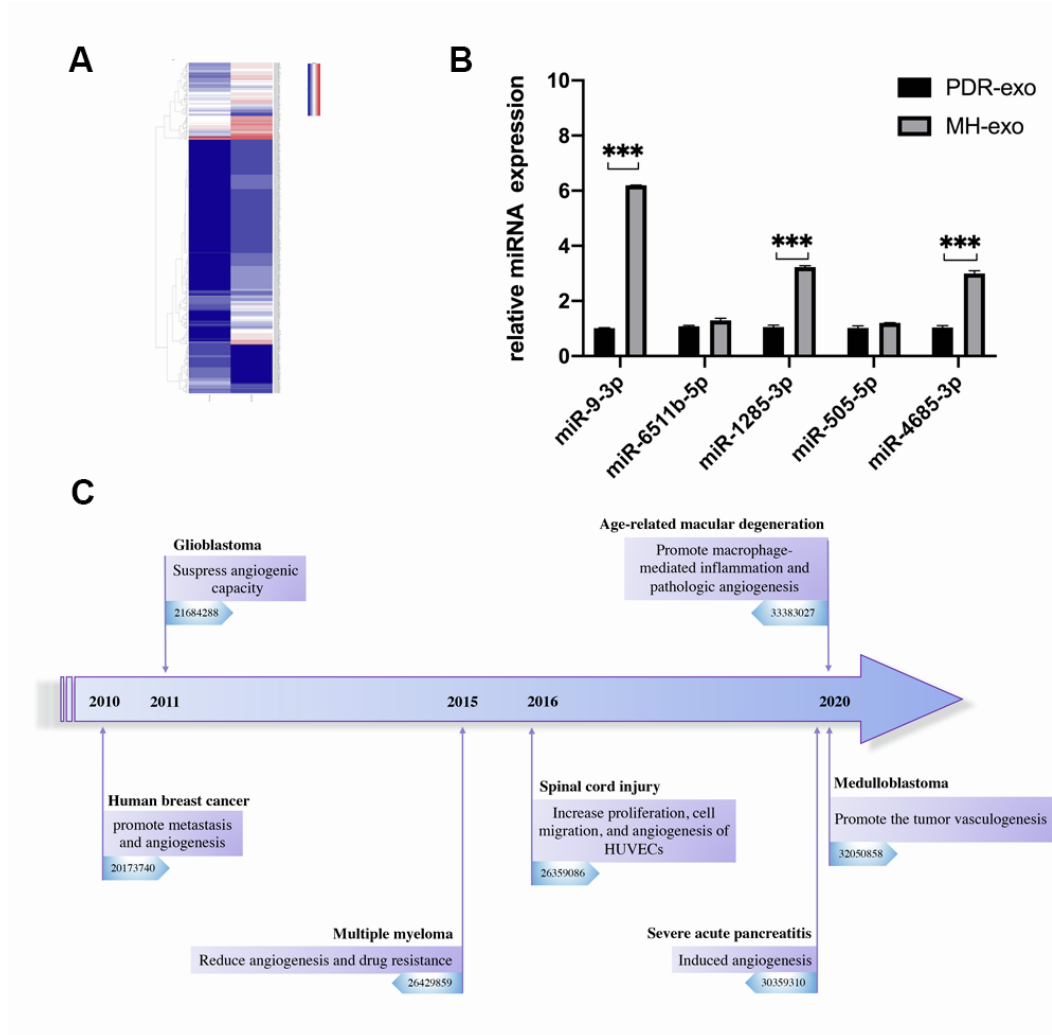 A
B
10
8
6
4
2
0
relative miRNA expression
PDR-exo
MH-exo
***
***
***
miR-9-3p
miR-6511b-5p
miR-1285-3p
miR-505-5p
miR-4685-3p
C
Glioblastoma
Suspress angiogenic
capacity
21684288
Age-related macular degeneration
Promote macrophage-
mediated inflammation and
pathologic angiogenesis
33383027
2010
2011
2015
2016
2020
Human breast cancer
promote metastasis
and angiogenesis
20173740
Spinal cord injury
Increase proliferation, cell
migration, and angiogenesis of
HUVECs
26359086
Medulloblastoma
Promote the tumor vasculogenesis
32050858
Multiple myeloma
Reduce angiogenesis and drug resistance
26429859
Severe acute pancreatitis
Induced angiogenesis
30359310